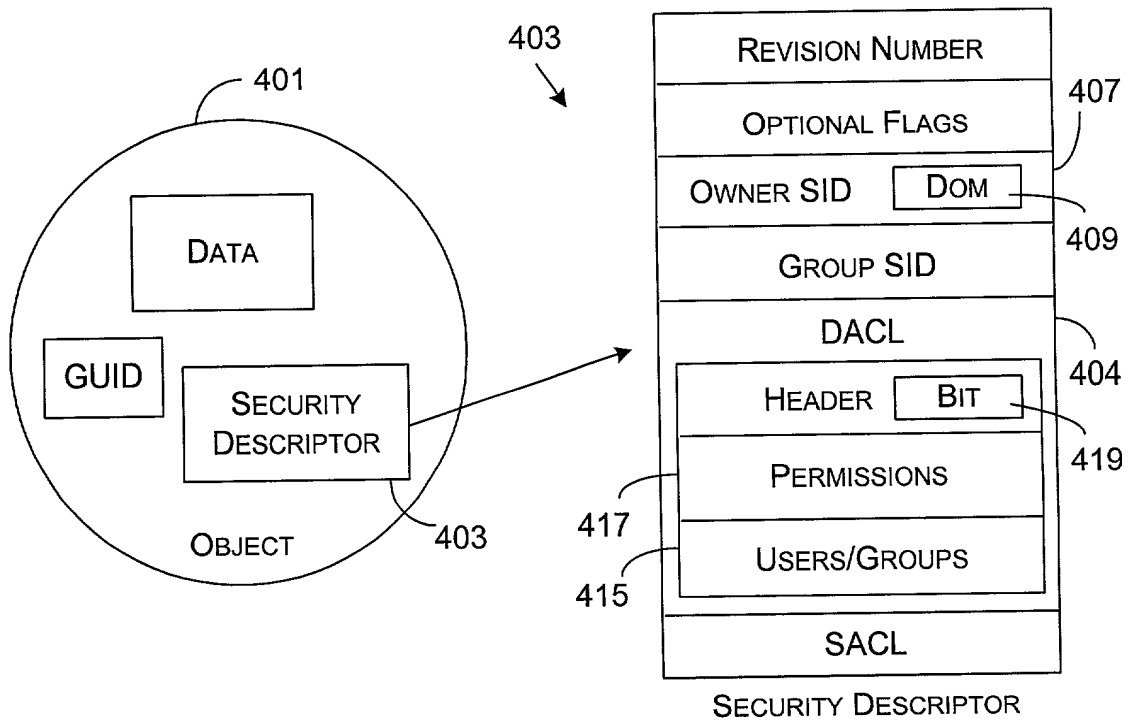 401
DATA
GUID
SECURITY
DESCRIPTOR
403
OBJECT
403
REVISION NUMBER
OPTIONAL FLAGS
407
OWNER SID
DOM
409
GROUP SID
DACL
404
HEADER
BIT
419
PERMISSIONS
417
USERS/GROUPS
415
SACL
SECURITY DESCRIPTOR